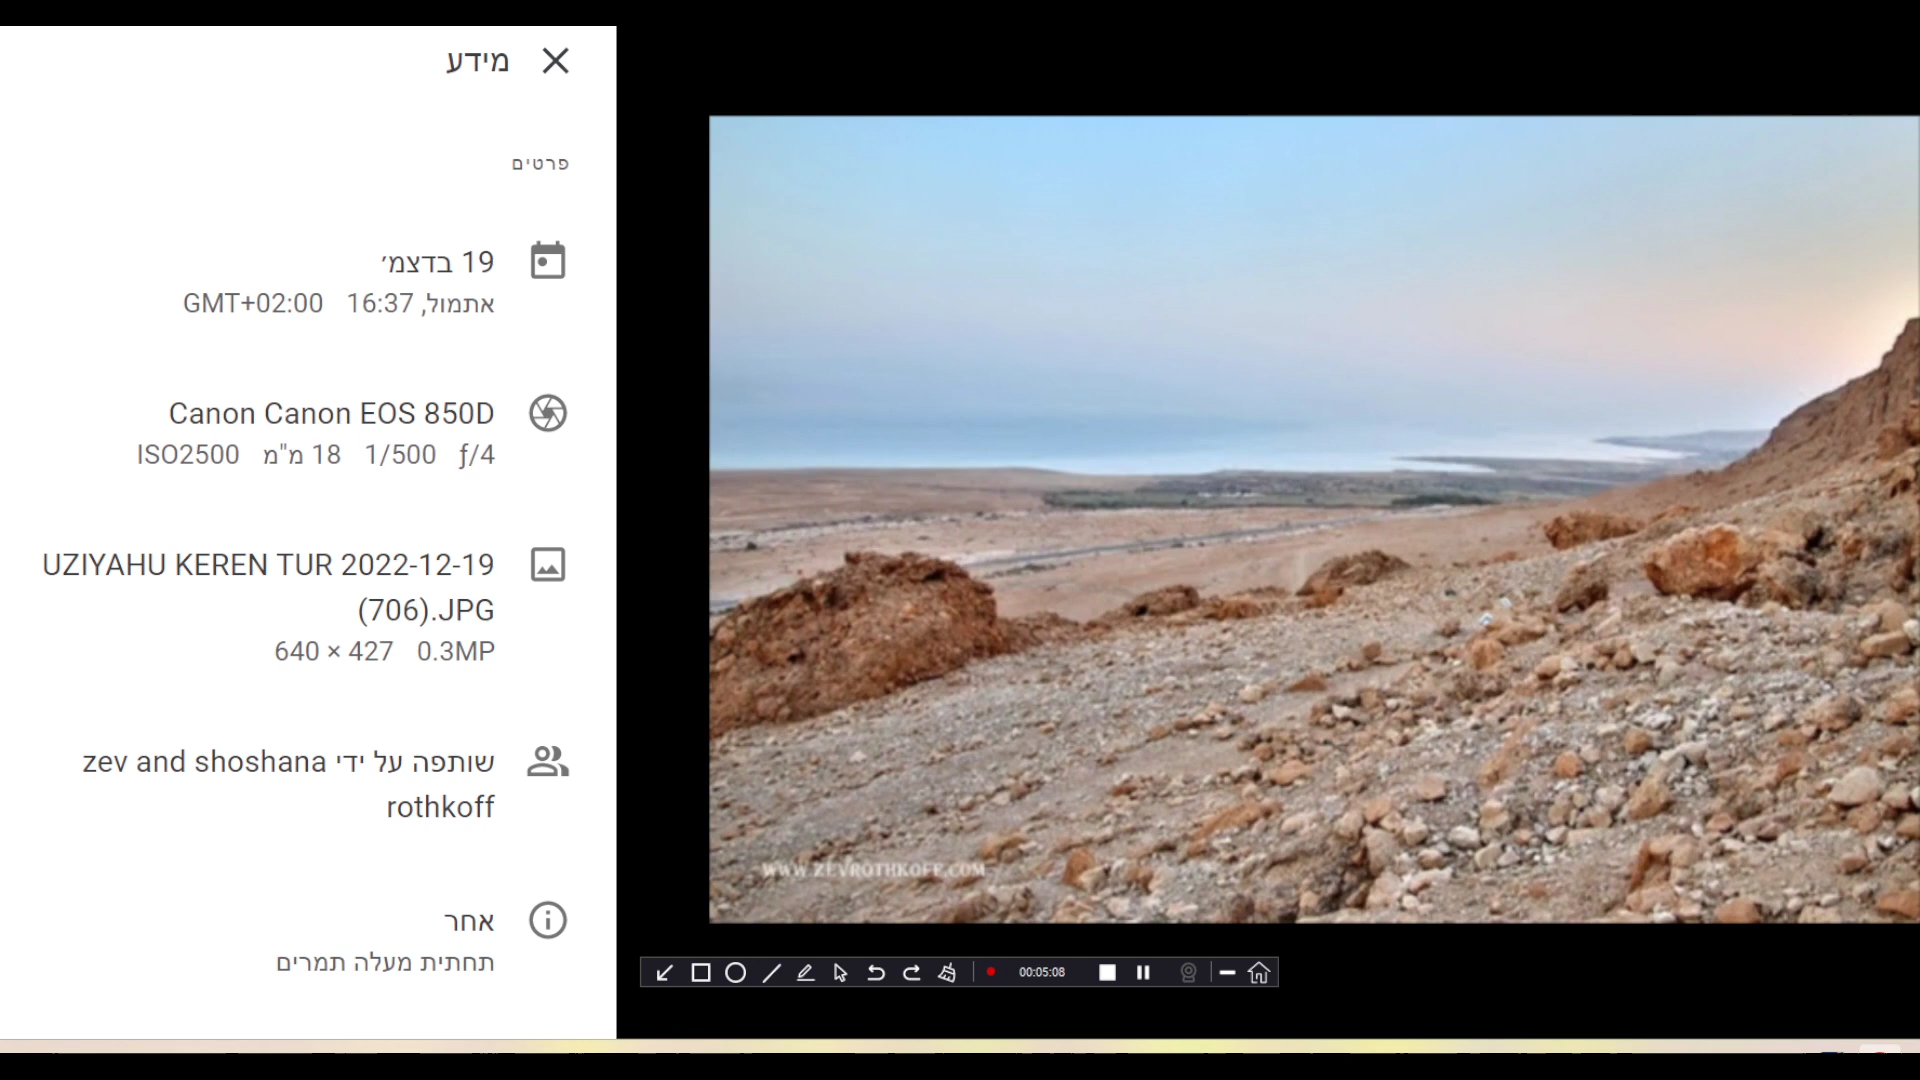 מידע
פרטים
19 בדצמ׳
אתמול, 16:37 GMT+02:00
Canon Canon EOS 850D
ƒ/4 1/500 18 מ"מ ISO2500
UZIYAHU KEREN TUR 2022-12-19
(706).JPG
640 × 427 0.3MP
שותפה על ידי zev and shoshana
rothkoff
אחר
תחתית מעלה תמרים
WWW.ZEVROTHKOFF.COM
00:05:08